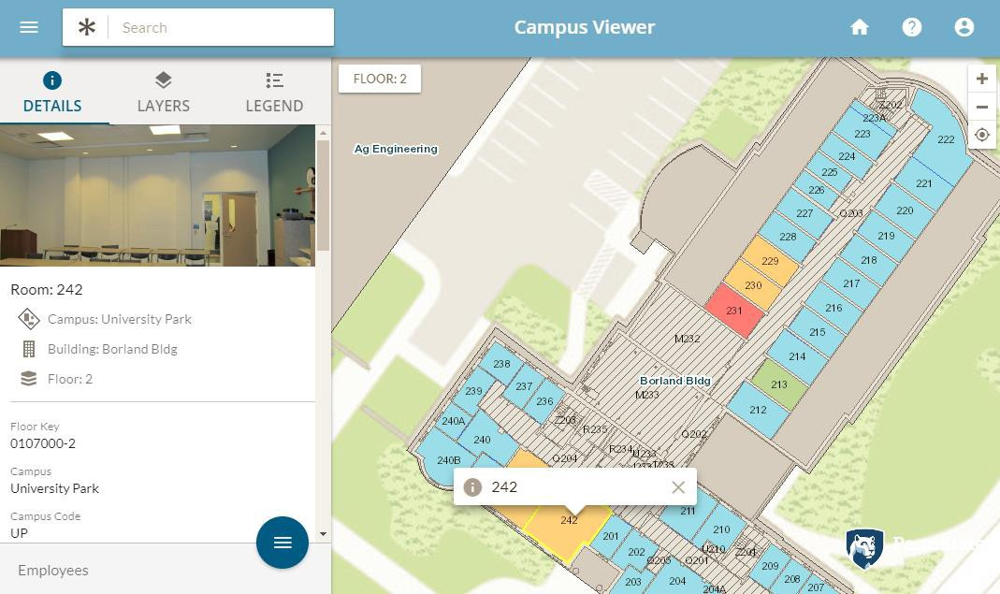 Search
Campus Viewer
DETAILS
LAYERS
LEGEND
FLOOR: 2
Room: 242
Campus: University Park
Building: Borland Bldg
Floor: 2
Floor Key
0107000-2
Campus
University Park
Campus Code
UP
Employees
Ag Engineering
Z202
223A
223
222
224
225
221
226
227
Q203
220
228
219
229
218
230
217
231
216
M232
215
214
238
Borland Bldg
213
237
M233
239
236
212
Z203
R235
240A
240
Q202
R234
U233
240B
Q204
T233
242
211
242
210
201
U210
202
Z201
Q205
Q201
209
203
204
208
204A
207